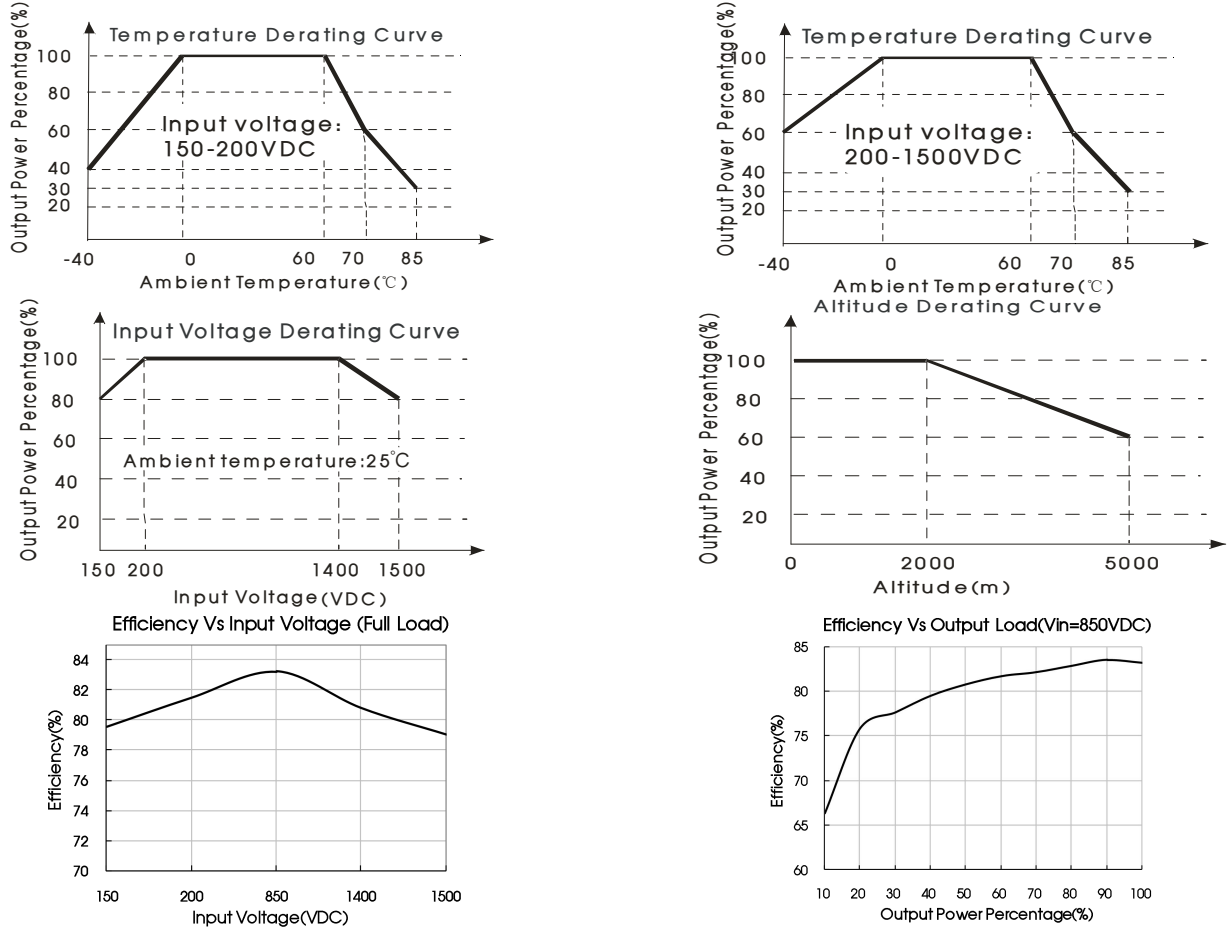 Output Power Percentage(%)
Temperature Derating Curve
100
80
60
40
30
20
Input voltage:
150-200VDC
-40
0
60
70
85
Ambient Temperature(℃)
Output Power Percentage(%)
Temperature Derating Curve
100
80
60
40
30
20
Input voltage:
200-1500VDC
-40
0
60
70
85
Ambient Temperature(℃)
Output Power Percentage(%)
Input Voltage Derating Curve
100
80
60
40
20
Ambient temperature:25℃
150
200
1400
1500
Input Voltage(VDC)
Output Power Percentage(%)
Altitude Derating Curve
100
80
60
40
20
0
2000
5000
Altitude(m)
Efficiency Vs Input Voltage (Full Load)
Efficiency(%)
84
82
80
78
76
74
72
70
150
200
850
1400
1500
Input Voltage(VDC)
Efficiency Vs Output Load(Vin=850VDC)
Efficiency(%)
85
80
75
70
65
60
10
20
30
40
50
60
70
80
90
100
Output Power Percentage(%)